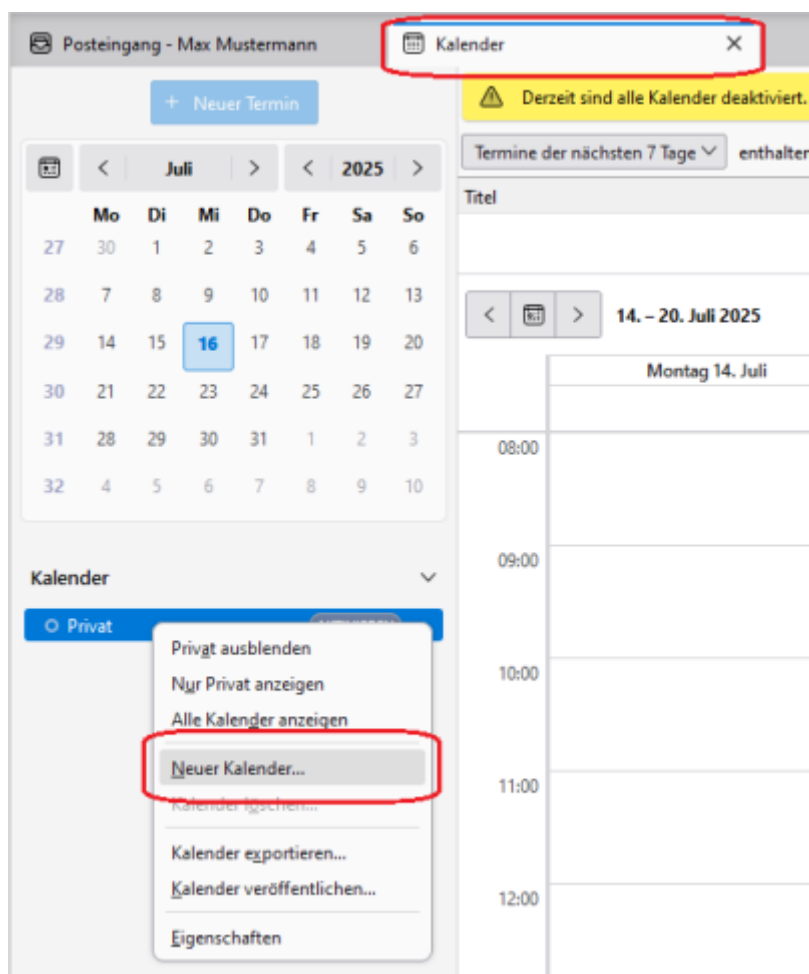 Posteingang - Max Mustermann
Kalender
+ Neuer Termin
Derzeit sind alle Kalender deaktiviert.
Juli 2025
Termine der nächsten 7 Tage enthalten
Titel
Mo Di Mi Do Fr Sa So
27 30 1 2 3 4 5 6
28 7 8 9 10 11 12 13
29 14 15 16 17 18 19 20
30 21 22 23 24 25 26 27
31 28 29 30 31 1 2 3
32 4 5 6 7 8 9 10
14. – 20. Juli 2025
Montag 14. Juli
08:00
09:00
10:00
11:00
12:00
Kalender
Privat
Privat ausblenden
Nur Privat anzeigen
Alle Kalender anzeigen
Neuer Kalender...
Kalender löschen...
Kalender exportieren...
Kalender veröffentlichen...
Eigenschaften